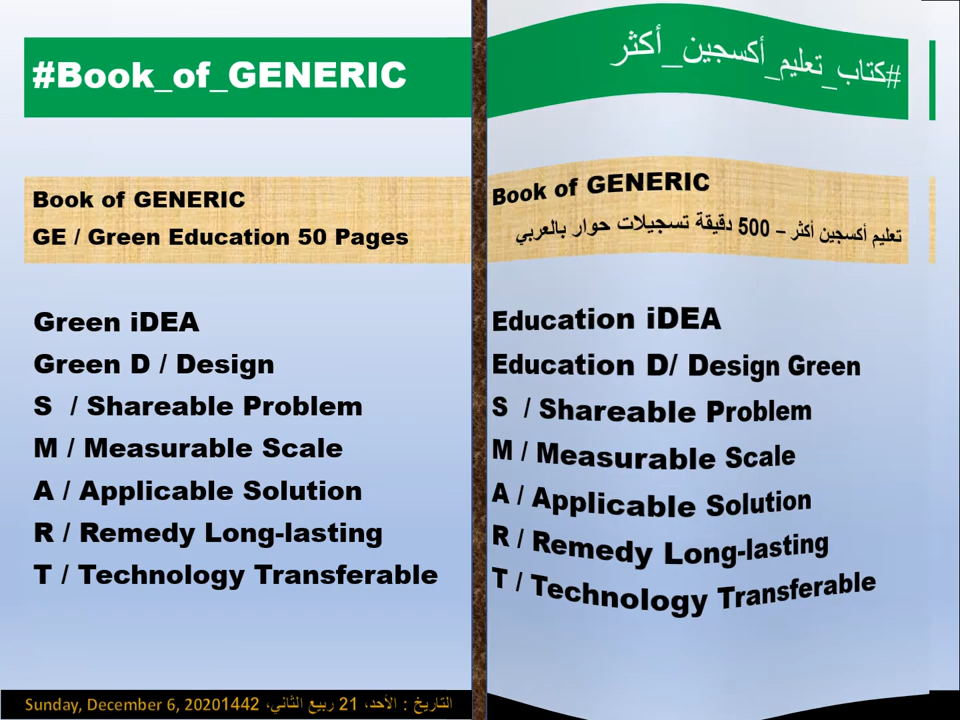 #Book_of_GENERIC
Book of GENERIC
GE / Green Education 50 Pages
Green iDEA
Green D / Design
S / Shareable Problem
M / Measurable Scale
A / Applicable Solution
R / Remedy Long-lasting
T / Technology Transferable
Sunday, December 6, 20201442 التاريخ : الأحد، 21 ربيع الثاني،
#كتاب_تعليم_أكسجين_أكثر
Book of GENERIC
تعليم أكسجين أكثر – 500 دقيقة تسجيلات حوار بالعربي
Education iDEA
Education D/ Design Green
S / Shareable Problem
M / Measurable Scale
A / Applicable Solution
R / Remedy Long-lasting
T / Technology Transferable